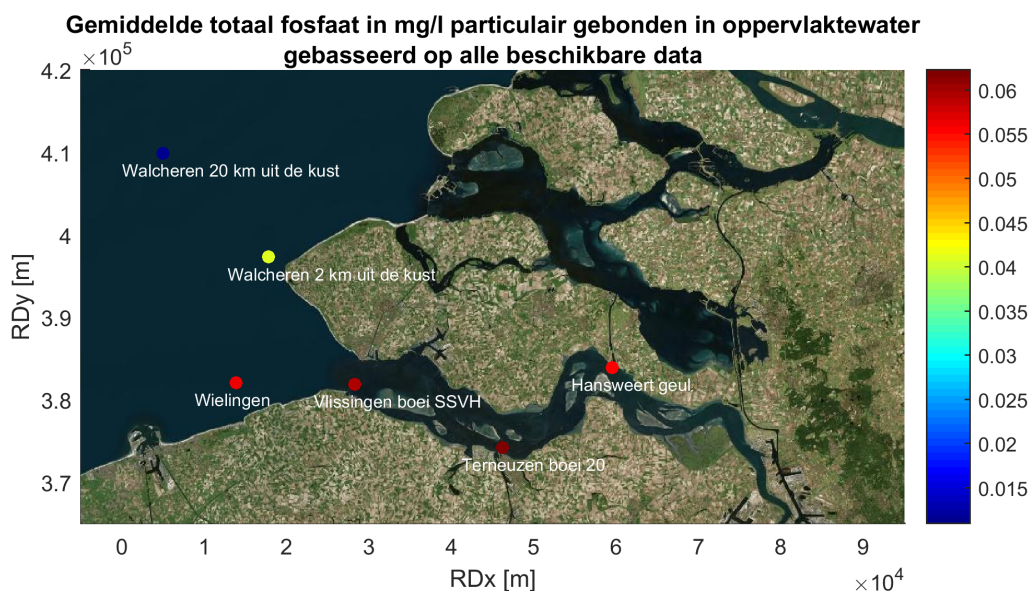 Gemiddelde totaal fosfaat in mg/l particulair gebonden in oppervlaktewater
gebasseerd op alle beschikbare data
×10⁵
4.2
4.1
4
3.9
3.8
3.7
RDy [m]
Walcheren 20 km uit de kust
Walcheren 2 km uit de kust
Wielingen
Vlissingen boei SSVH
Hansweert geul
Terneuzen boei 20
0 1 2 3 4 5 6 7 8 9
RDx [m]
×10⁴
0.06
0.055
0.05
0.045
0.04
0.035
0.03
0.025
0.02
0.015